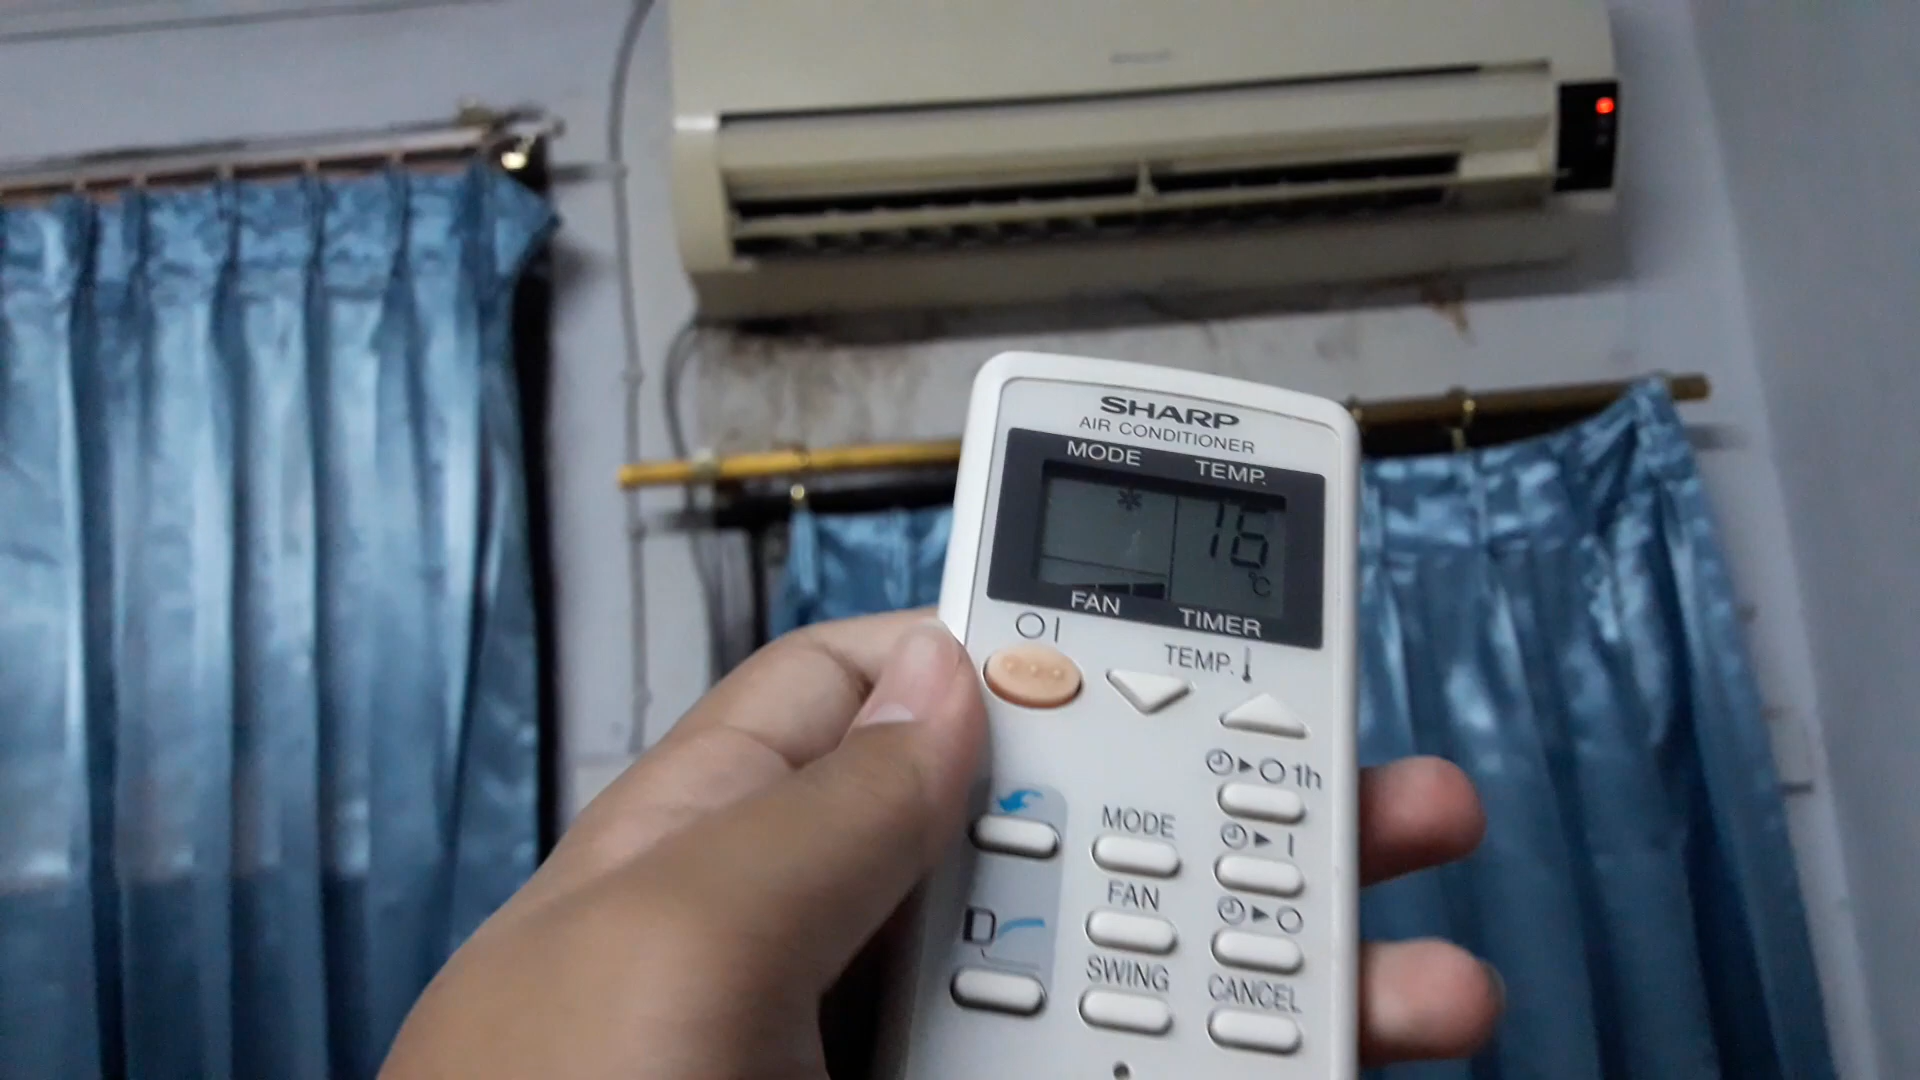 SHARP
AIR CONDITIONER
MODE TEMP.
16
°C
FAN TIMER
TEMP.
1h
MODE
FAN
SWING
CANCEL